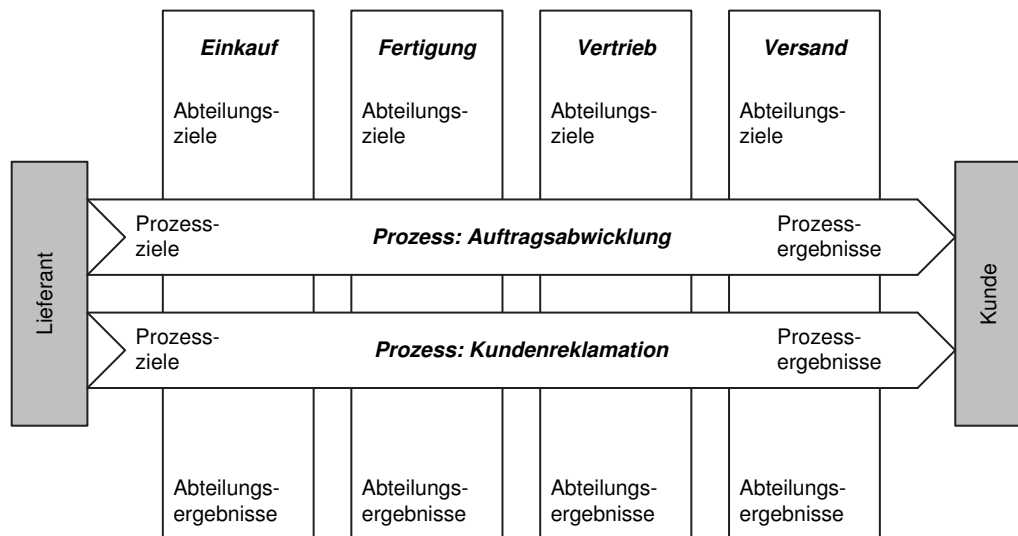 Einkauf
Fertigung
Vertrieb
Versand
Abteilungs-
ziele
Abteilungs-
ziele
Abteilungs-
ziele
Abteilungs-
ziele
Lieferant
Prozess-
ziele
Prozess: Auftragsabwicklung
Prozess-
ergebnisse
Kunde
Prozess-
ziele
Prozess: Kundenreklamation
Prozess-
ergebnisse
Abteilungs-
ergebnisse
Abteilungs-
ergebnisse
Abteilungs-
ergebnisse
Abteilungs-
ergebnisse